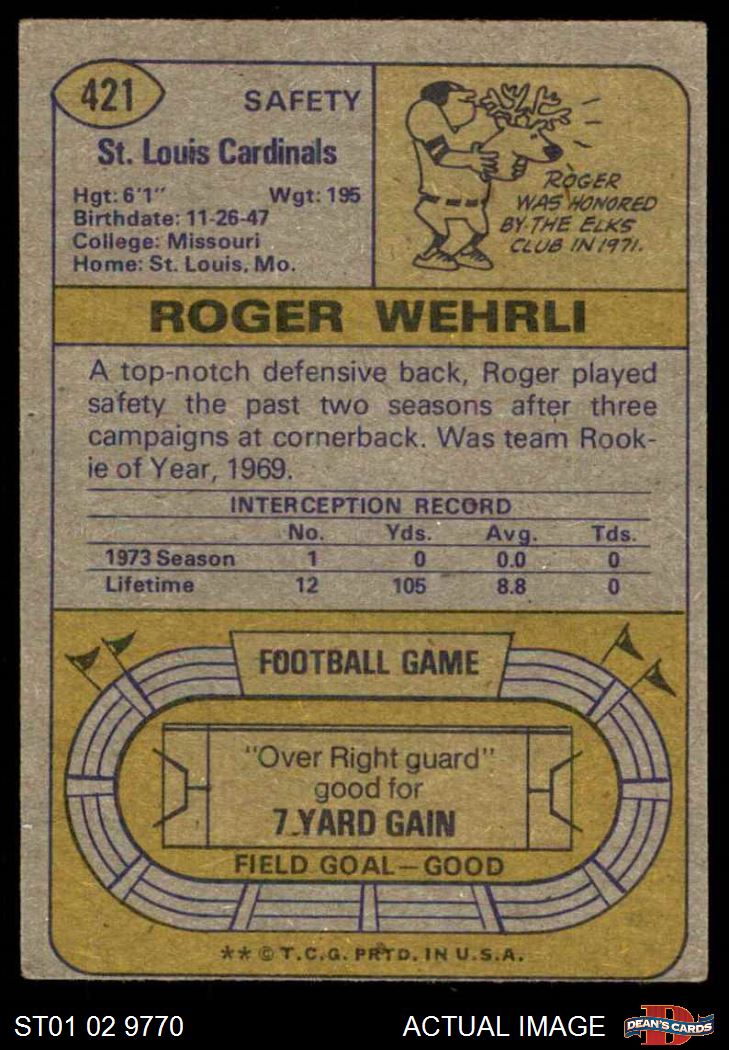 421
SAFETY
St. Louis Cardinals
Hgt: 6'1" Wgt: 195
Birthdate: 11-26-47
College: Missouri
Home: St. Louis, Mo.
ROGER
WAS HONORED
BY THE ELKS
CLUB IN 1971.
ROGER WEHRLI
A top-notch defensive back, Roger played
safety the past two seasons after three
campaigns at cornerback. Was team Rook-
ie of Year, 1969.
INTERCEPTION RECORD
No. Yds. Avg. Tds.
1973 Season 1 0 0.0 0
Lifetime 12 105 8.8 0
FOOTBALL GAME
"Over Right guard"
good for
7 YARD GAIN
FIELD GOAL—GOOD
** © T.C.G. PRTD. IN U.S.A.
ST01 02 9770 ACTUAL IMAGE D DEAN'S CARDS